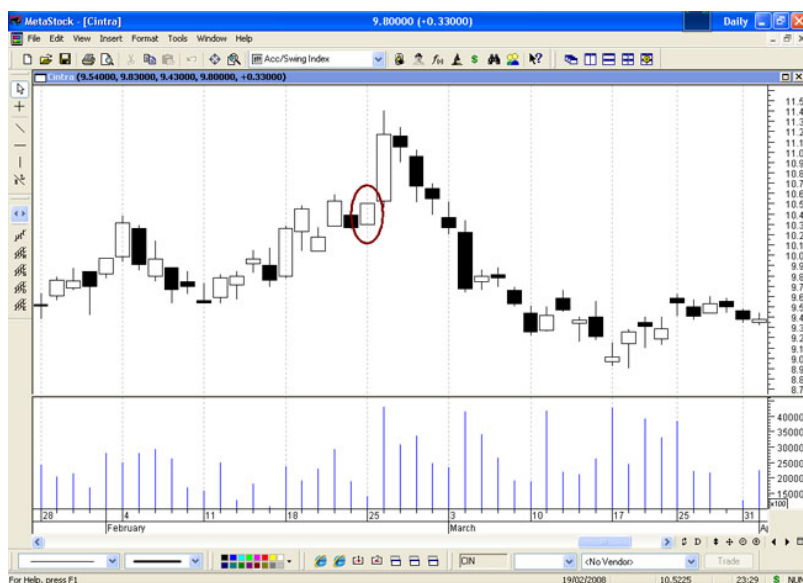 MetaStock - [Cintra]
9.80000 (+0.33000)
Daily
File Edit View Insert Format Tools Window Help
Acc/Swing Index
Cintra (9.54000, 9.83000, 9.43000, 9.80000, +0.33000)
11.5
11.4
11.3
11.2
11.1
11.0
10.9
10.8
10.7
10.6
10.5
10.4
10.3
10.2
10.1
10.0
9.9
9.8
9.7
9.6
9.5
9.4
9.3
9.2
9.1
9.0
8.9
8.8
8.7
40000
35000
30000
25000
20000
15000
10000
x100
28 4 11 18 25 3 10 17 25 31
February March
CIN
<No Vendor>
Trade
For Help, press F1
19/02/2008 10.5225 23:29